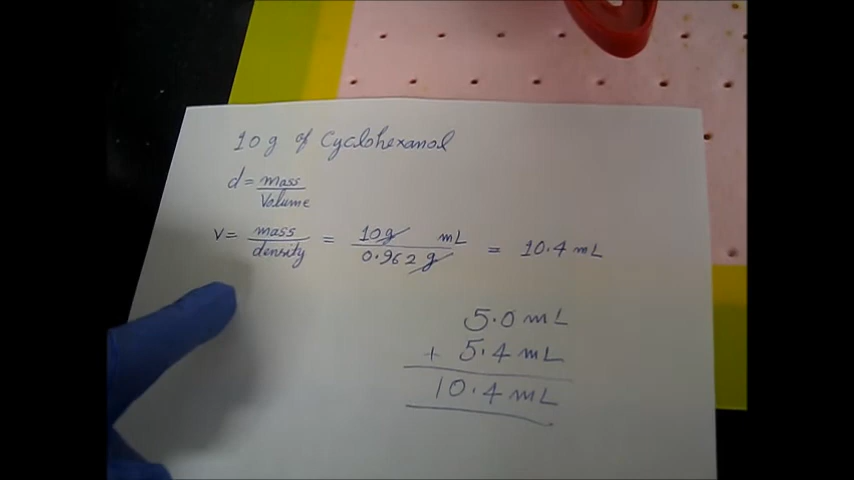 10 g of Cyclohexanol
d = mass / Volume
V = mass / density = 10g mL / 0.962 g = 10.4 mL
5.0 mL
+ 5.4 mL
10.4 mL